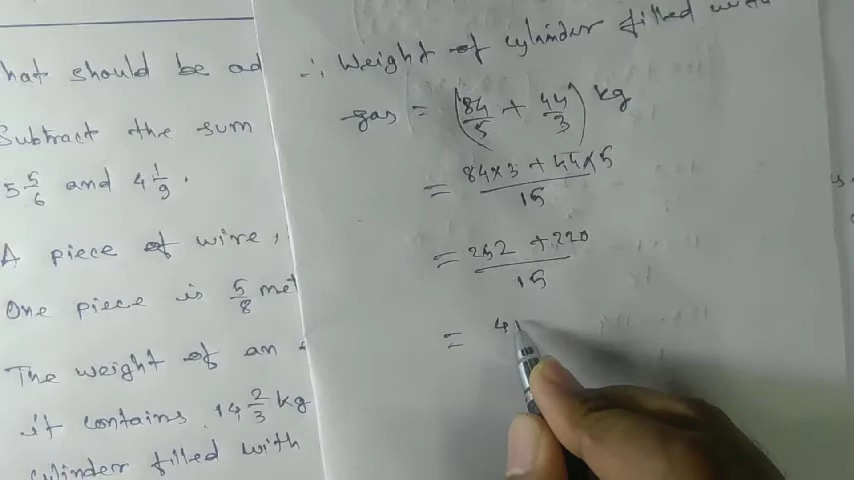 hat should be ad
Subtract the sum
5 5/6 and 4 1/9.
A piece of wire,
One piece is 5/8 met
The weight of an
it contains 14 2/3 kg
cylinder filled with
∴ Weight of cylinder filled with
gas = (84/5 + 44/3) kg
= 84×3 + 44×5 / 15
= 252 + 220 / 15
= 4